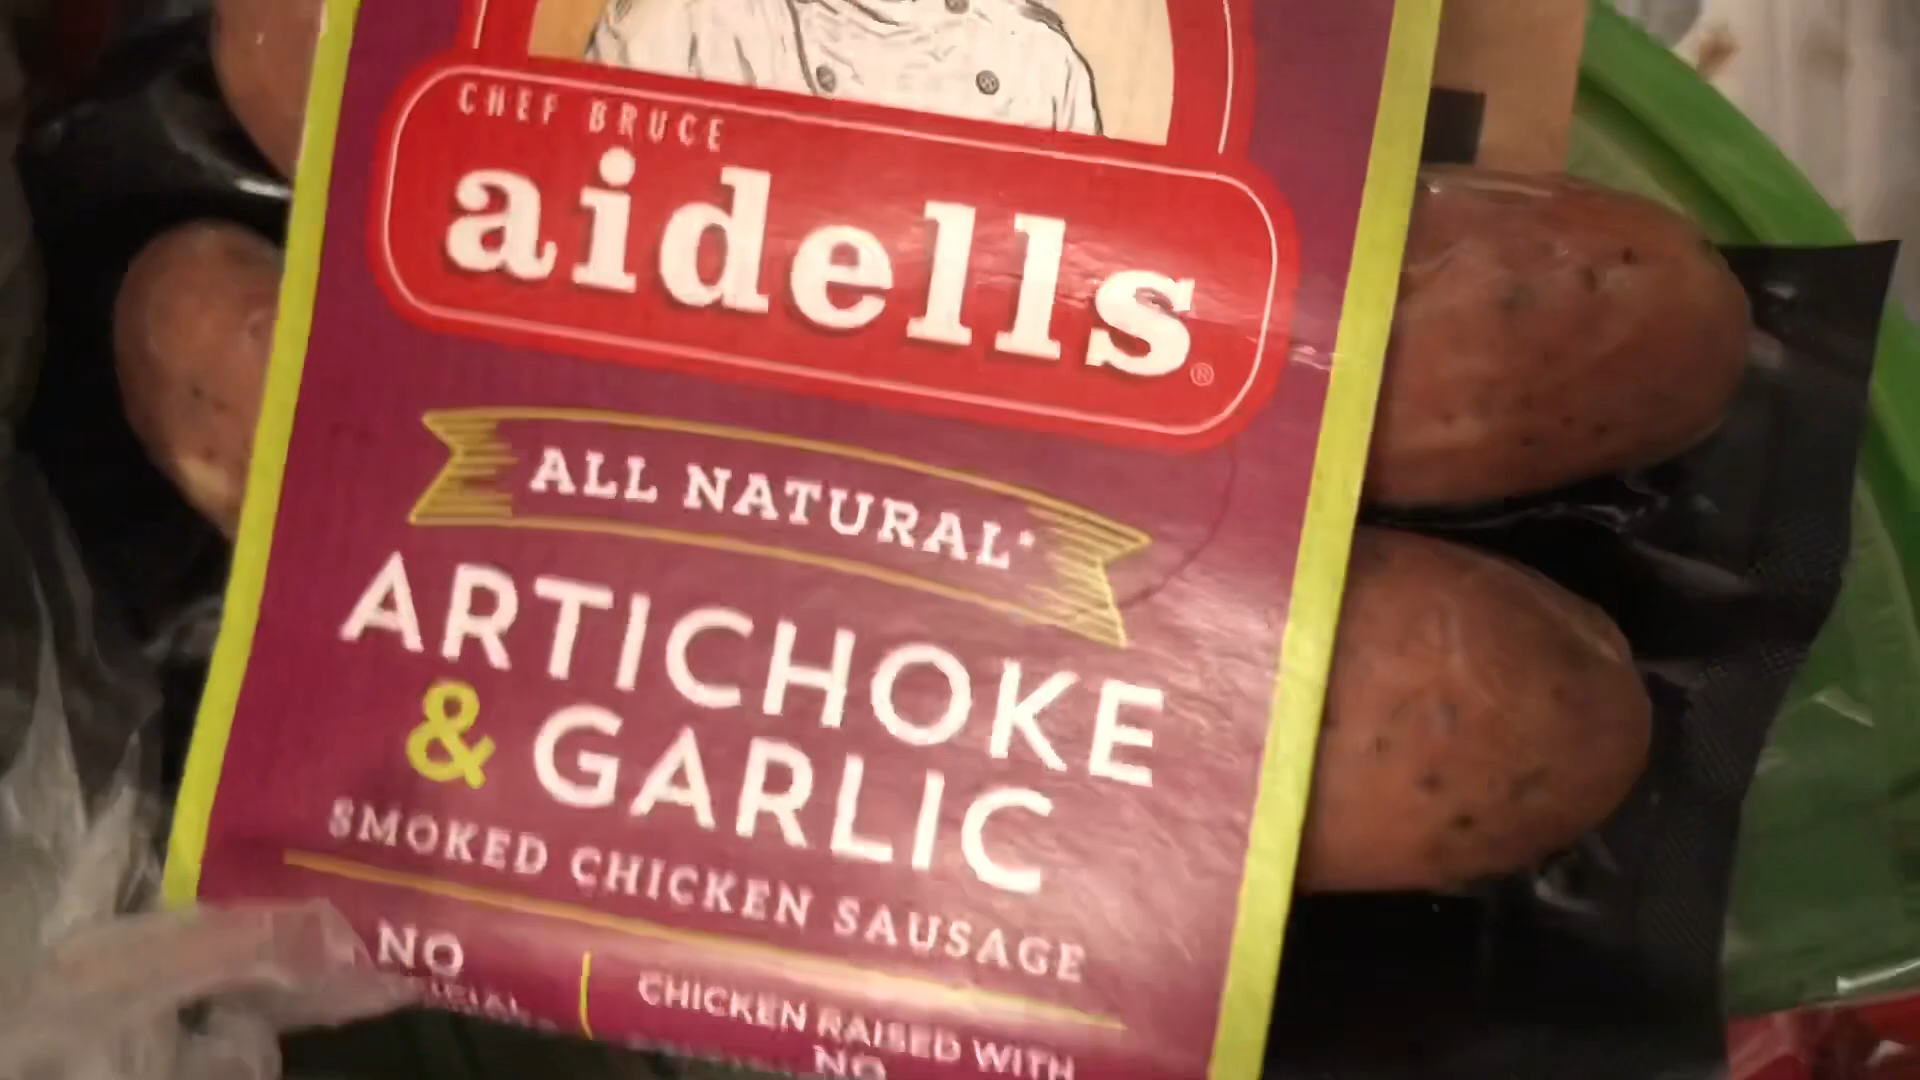 CHEF BRUCE
aidells®
ALL NATURAL*
ARTICHOKE
& GARLIC
SMOKED CHICKEN SAUSAGE
NO
CHICKEN RAISED WITH
NO